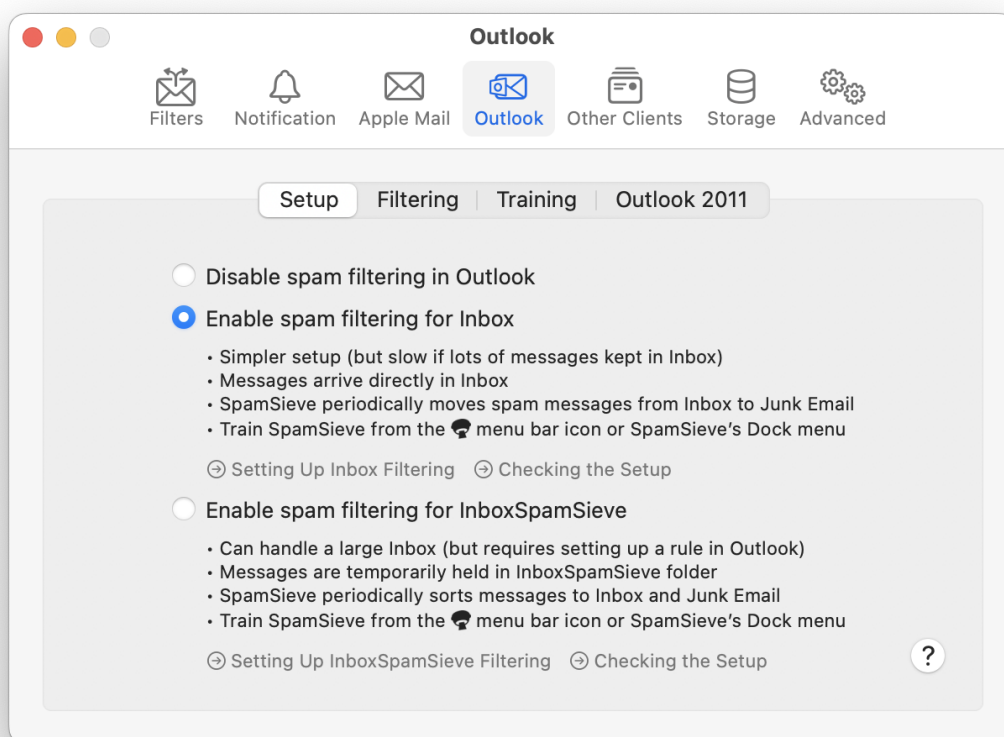 Outlook
Filters Notification Apple Mail Outlook Other Clients Storage Advanced
Setup Filtering Training Outlook 2011
Disable spam filtering in Outlook
Enable spam filtering for Inbox
• Simpler setup (but slow if lots of messages kept in Inbox)
• Messages arrive directly in Inbox
• SpamSieve periodically moves spam messages from Inbox to Junk Email
• Train SpamSieve from the menu bar icon or SpamSieve’s Dock menu
Setting Up Inbox Filtering Checking the Setup
Enable spam filtering for InboxSpamSieve
• Can handle a large Inbox (but requires setting up a rule in Outlook)
• Messages are temporarily held in InboxSpamSieve folder
• SpamSieve periodically sorts messages to Inbox and Junk Email
• Train SpamSieve from the menu bar icon or SpamSieve’s Dock menu
Setting Up InboxSpamSieve Filtering Checking the Setup
?